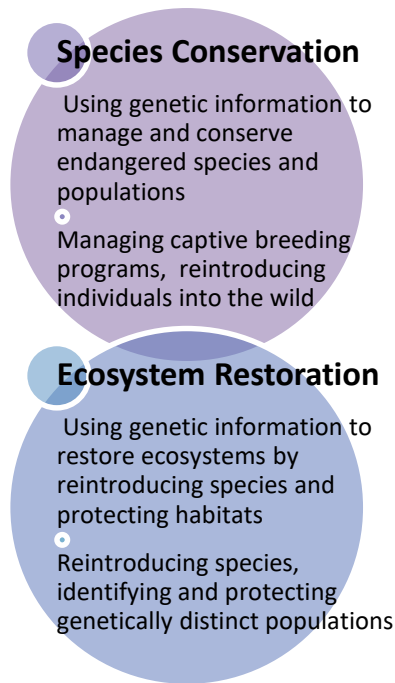 Species Conservation
Using genetic information to
manage and conserve
endangered species and
populations
Managing captive breeding
programs, reintroducing
individuals into the wild
Ecosystem Restoration
Using genetic information to
restore ecosystems by
reintroducing species and
protecting habitats
Reintroducing species,
identifying and protecting
genetically distinct populations